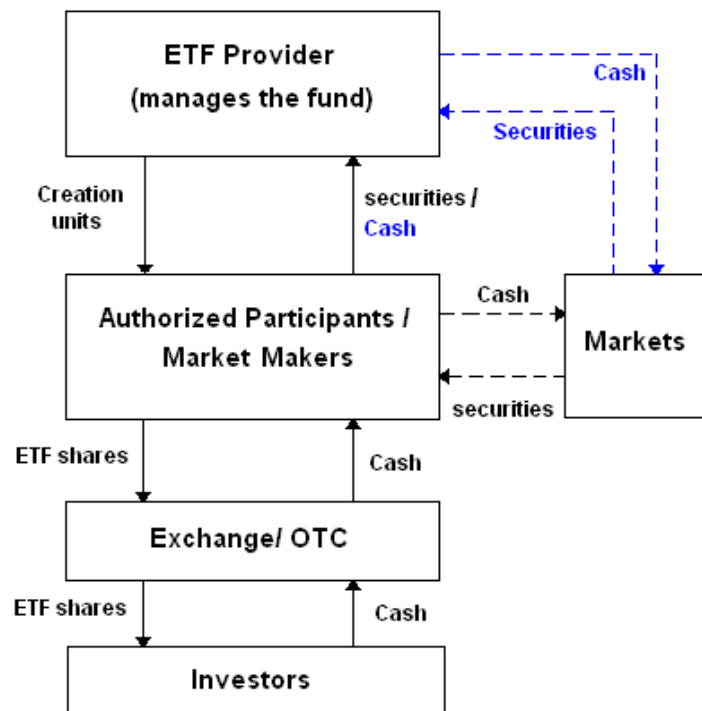 ETF Provider
(manages the fund)
Cash
Securities
Creation
units
securities /
Cash
Authorized Participants /
Market Makers
Cash
Markets
securities
ETF shares
Cash
Exchange/ OTC
ETF shares
Cash
Investors